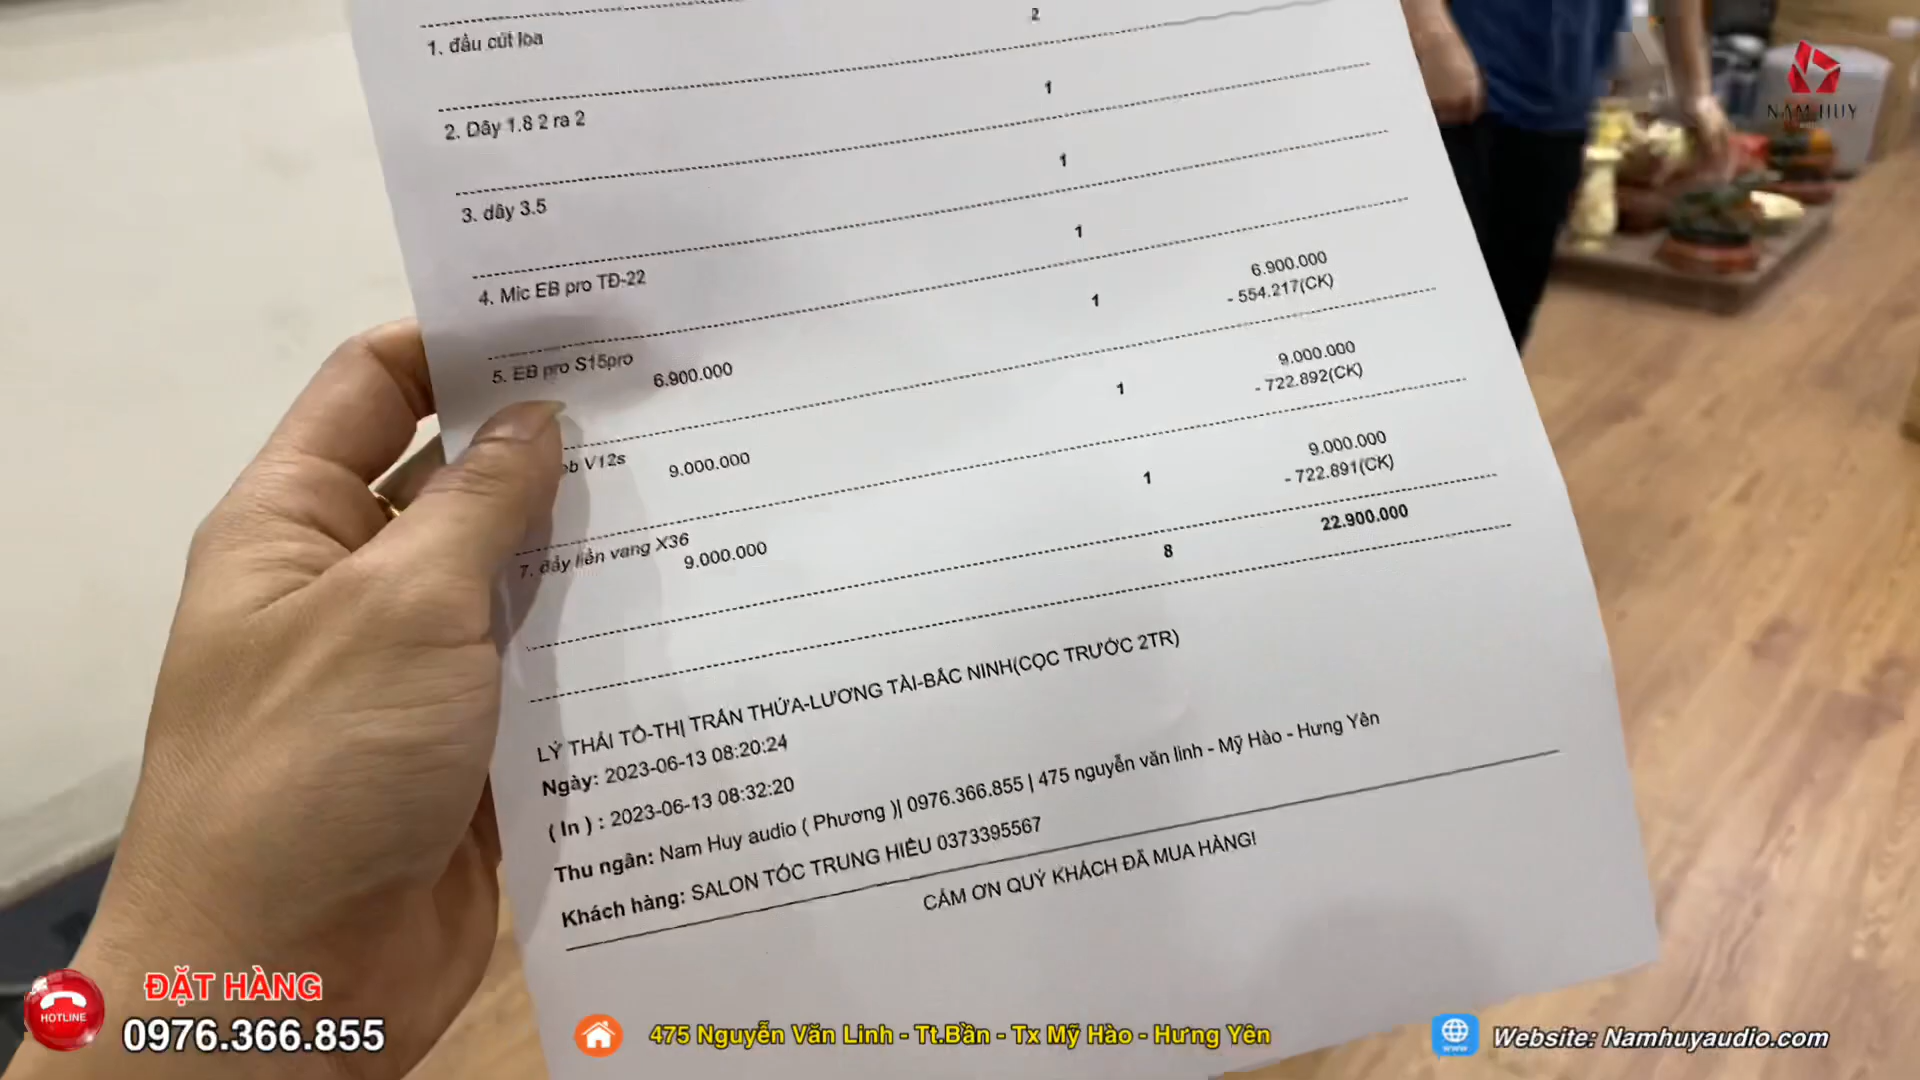 NAM HUY
1. đầu cút loa 2
2. Dây 1.8 2 ra 2 1
3. dây 3.5 1
4. Mic EB pro TĐ-22 1
5. EB pro S15pro
6.900.000 1 6.900.000
- 554.217(CK)
eb V12s
9.000.000 1 9.000.000
- 722.892(CK)
7. đẩy liền vang X36
9.000.000 1 9.000.000
- 722.891(CK)
8 22.900.000
LÝ THÁI TÔ-THỊ TRẤN THỨA-LƯƠNG TÀI-BẮC NINH(CỌC TRƯỚC 2TR)
Ngày: 2023-06-13 08:20:24
( In ) : 2023-06-13 08:32:20
Thu ngân: Nam Huy audio ( Phương )| 0976.366.855 | 475 nguyễn văn linh - Mỹ Hào - Hưng Yên
Khách hàng: SALON TÓC TRUNG HIẾU 0373395567
CẢM ƠN QUÝ KHÁCH ĐÃ MUA HÀNG!
HOTLINE
ĐẶT HÀNG
0976.366.855
475 Nguyễn Văn Linh - Tt.Bần - Tx Mỹ Hào - Hưng Yên
www
Website: Namhuyaudio.com